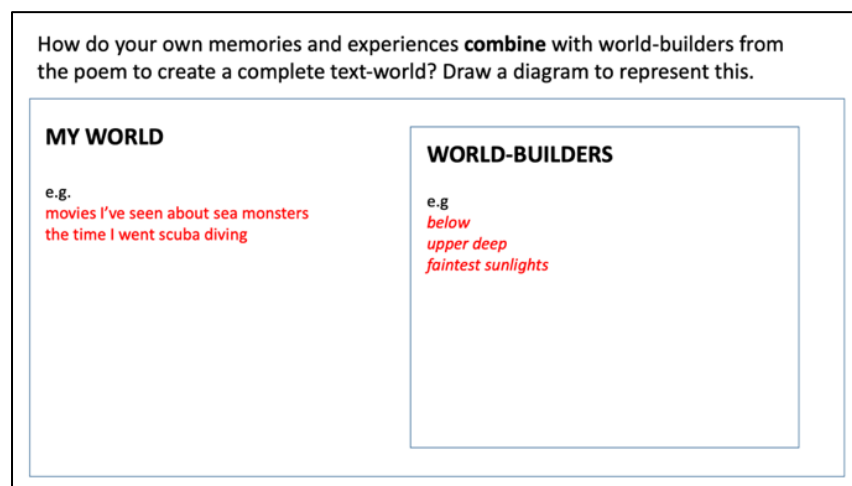 How do your own memories and experiences combine with world-builders from
the poem to create a complete text-world? Draw a diagram to represent this.
MY WORLD
e.g.
movies I've seen about sea monsters
the time I went scuba diving
WORLD-BUILDERS
e.g
below
upper deep
faintest sunlights